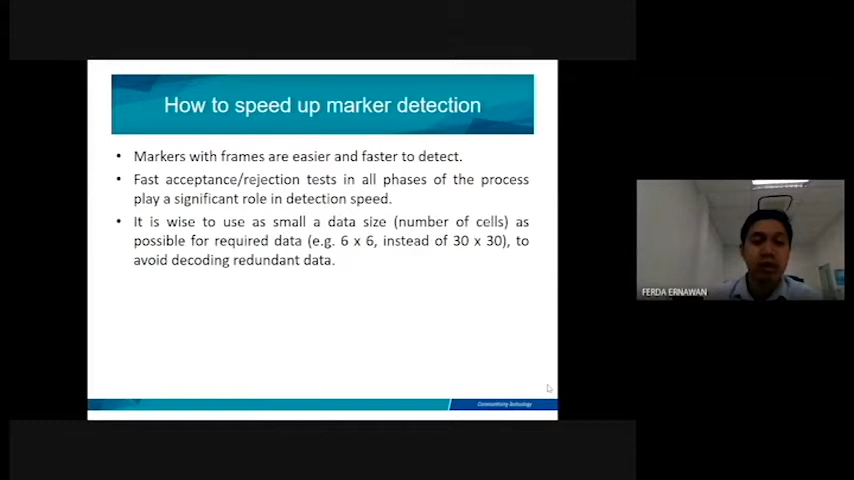 How to speed up marker detection
• Markers with frames are easier and faster to detect.
• Fast acceptance/rejection tests in all phases of the process
play a significant role in detection speed.
• It is wise to use as small a data size (number of cells) as
possible for required data (e.g. 6 x 6, instead of 30 x 30), to
avoid decoding redundant data.
Communitising Technology
FERDA ERNAWAN